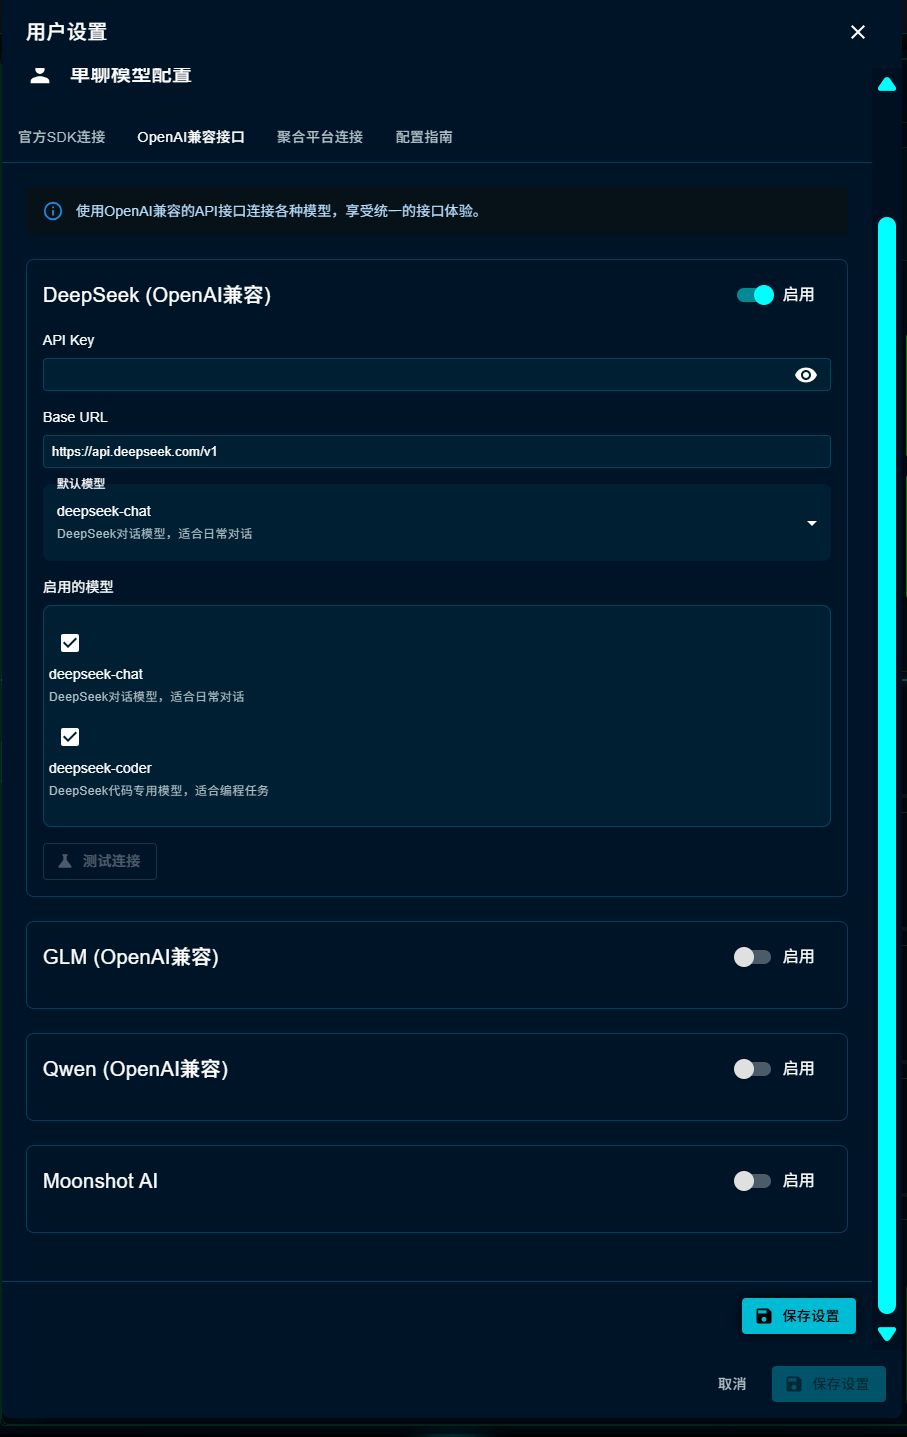 用户设置
单聊模型配置
官方SDK连接 OpenAI兼容接口 聚合平台连接 配置指南
使用OpenAI兼容的API接口连接各种模型，享受统一的接口体验。
DeepSeek (OpenAI兼容) 启用
API Key
Base URL
https://api.deepseek.com/v1
默认模型
deepseek-chat
DeepSeek对话模型，适合日常对话
启用的模型
deepseek-chat
DeepSeek对话模型，适合日常对话
deepseek-coder
DeepSeek代码专用模型，适合编程任务
测试连接
GLM (OpenAI兼容) 启用
Qwen (OpenAI兼容) 启用
Moonshot AI 启用
保存设置
取消 保存设置